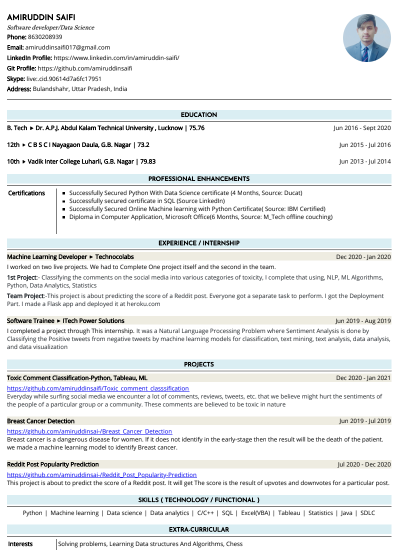 AMIRUDDIN SAIFI
Software developer/Data Science
Phone: 8630208939
Email: amiruddinsaifi017@gmail.com
LinkedIn Profile: https://www.linkedin.com/in/amiruddin-saifi/
Git Profile: https://github.com/amiruddinsaifi
Skype: live:.cid.90614d7a6fc17951
Address: Bulandshahr, Uttar Pradesh, India
EDUCATION
B. Tech ▸ Dr. A.P.J. Abdul Kalam Technical University , Lucknow | 75.76 Jun 2016 - Sept 2020
12th ▸ C B S C I Nayagaon Daula, G.B. Nagar | 73.2 Jun 2015 - Jul 2016
10th ▸ Vadik Inter College Luharli, G.B. Nagar | 79.83 Jun 2013 - Jul 2014
PROFESSIONAL ENHANCEMENTS
Certifications ▪ Successfully Secured Python With Data Science certificate (4 Months, Source: Ducat)
▪ Successfully secured certificate in SQL (Source LinkedIn)
▪ Successfully Secured Online Machine learning with Python Certificate( Source: IBM Certified)
▪ Diploma in Computer Application, Microsoft Office(6 Months, Source: M_Tech offline couching)
EXPERIENCE / INTERNSHIP
Machine Learning Developer ▸ Technocolabs Dec 2020 - Jan 2020
I worked on two live projects. We had to Complete One project itself and the second in the team.
1st Project:- Classifying the comments on the social media into various categories of toxicity, I complete that using, NLP, ML Algorithms,
Python, Data Analytics, Statistics
Team Project:-This project is about predicting the score of a Reddit post. Everyone got a separate task to perform. I got the Deployment
Part. I made a Flask app and deployed it at heroku.com
Software Trainee ▸ ITech Power Solutions Jun 2019 - Aug 2019
I completed a project through This internship. It was a Natural Language Processing Problem where Sentiment Analysis is done by
Classifying the Positive tweets from negative tweets by machine learning models for classification, text mining, text analysis, data analysis,
and data visualization
PROJECTS
Toxic Comment Classsification-Python, Tableau, ML Dec 2020 - Jan 2021
https://github.com/amiruddinsaifi/Toxic_comment_classsification
Everyday while surfing social media we encounter a lot of comments, reviews, tweets, etc. that we believe might hurt the sentiments of
the people of a particular group or a community. These comments are believed to be toxic in nature
Breast Cancer Detection Jun 2019 - Jul 2019
https://github.com/amiruddinsai-/Breast_Cancer_Detection
Breast cancer is a dangerous disease for women. If it does not identify in the early-stage then the result will be the death of the patient.
we made a machine learning model to identify Breast cancer.
Reddit Post Popularity Prediction Jul 2020 - Dec 2020
https://github.com/amiruddinsai-/Reddit_Post_Popularity-Prediction
This project is about to predict the score of a Reddit post. It will get The score is the result of upvotes and downvotes for a particular post.
SKILLS ( TECHNOLOGY / FUNCTIONAL )
Python | Machine learning | Data science | Data analytics | C/C++ | SQL | Excel(VBA) | Tableau | Statistics | Java | SDLC
EXTRA-CURRICULAR
Interests Solving problems, Learning Data structures And Algorithms, Chess